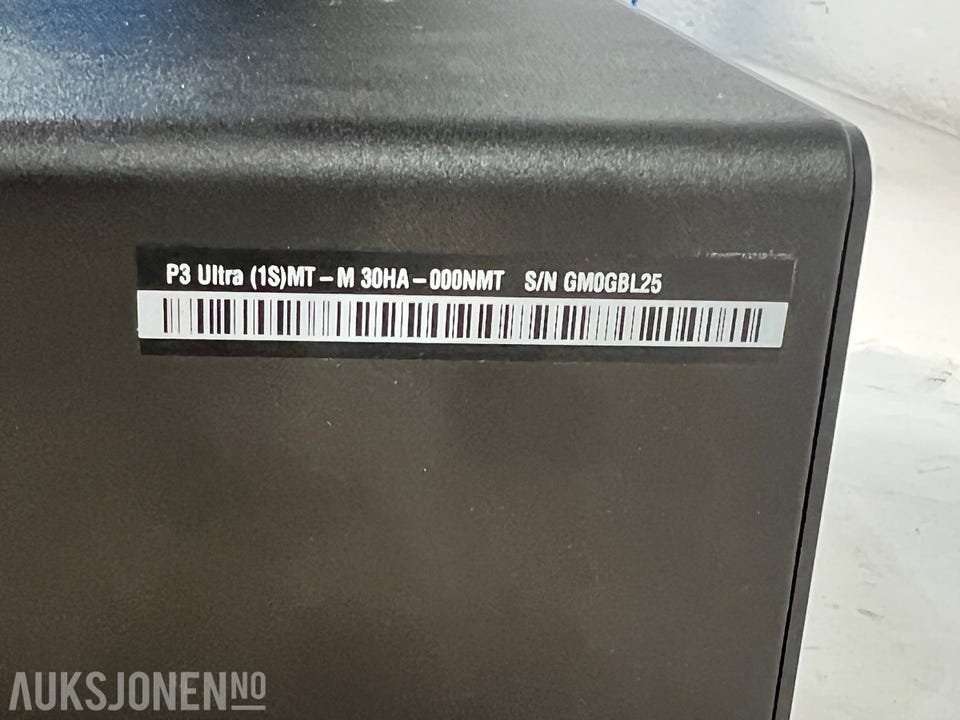 P3 Ultra (1S)MT-M 30HA-000NMT S/N GM0GBL25
AUKSJONEN NO